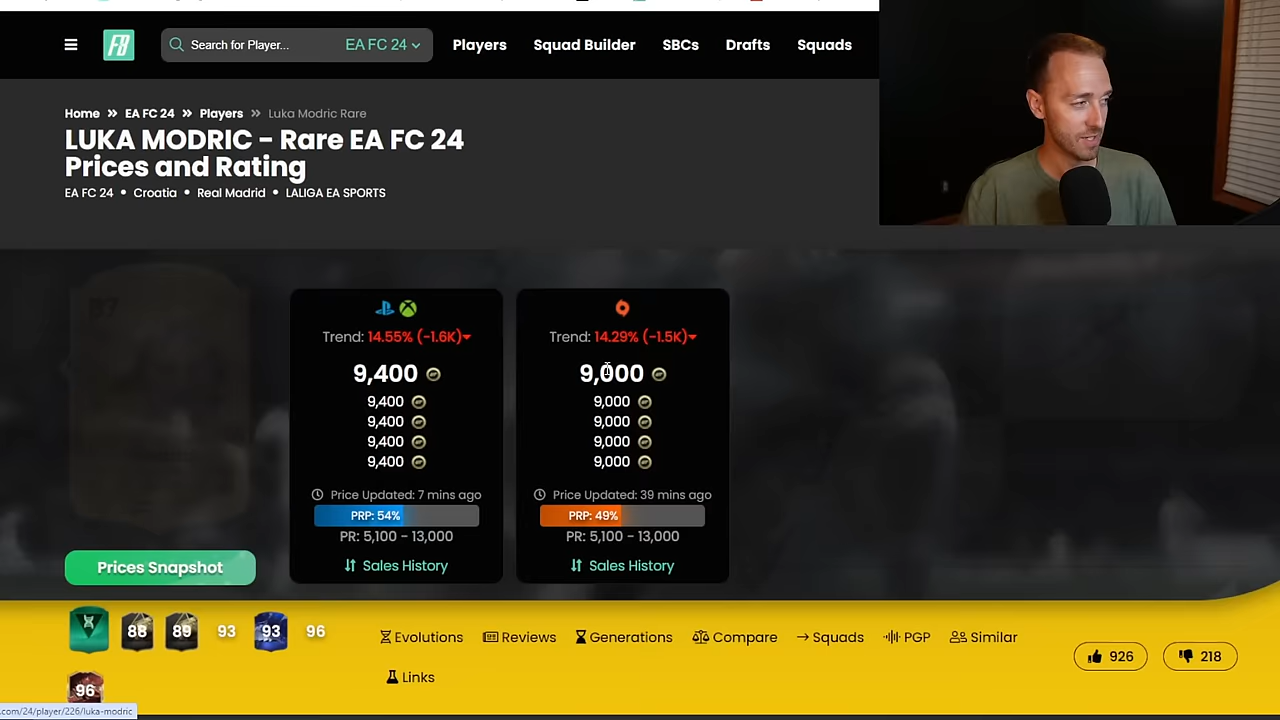 FB
Search for Player...
EA FC 24
Players
Squad Builder
SBCs
Drafts
Squads
Home » EA FC 24 » Players » Luka Modric Rare
LUKA MODRIC - Rare EA FC 24
Prices and Rating
EA FC 24 • Croatia • Real Madrid • LALIGA EA SPORTS
87
Trend: 14.55% (-1.6K)
9,400
9,400
9,400
9,400
9,400
Price Updated: 7 mins ago
PRP: 54%
PR: 5,100 - 13,000
Sales History
Trend: 14.29% (-1.5K)
9,000
9,000
9,000
9,000
9,000
Price Updated: 39 mins ago
PRP: 49%
PR: 5,100 - 13,000
Sales History
Prices Snapshot
88
89
93
93
96
96
Evolutions
Reviews
Generations
Compare
Squads
PGP
Similar
Links
926
218
.com/24/player/226/luka-modric